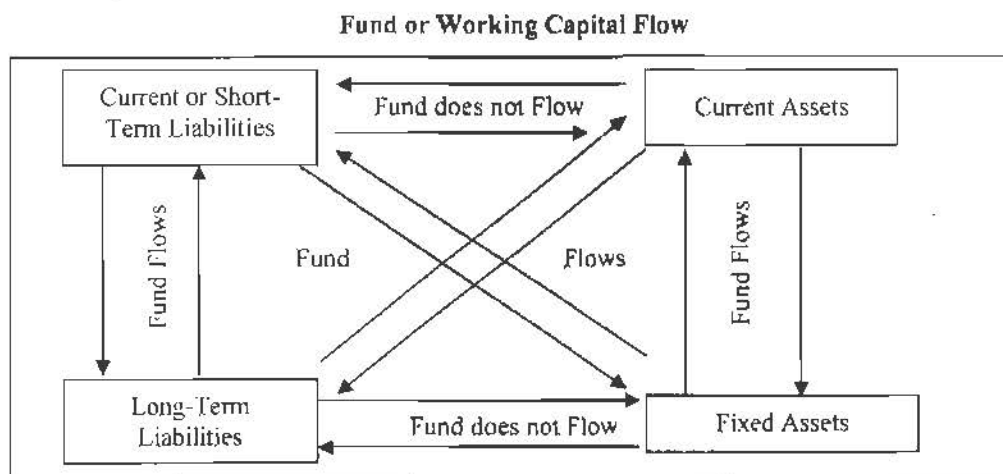 Fund or Working Capital Flow
Current or Short-
Term Liabilities
Fund does not Flow
Current Assets
Fund Flows
Fund
Flows
Fund Flows
Long-Term
Liabilities
Fund does not Flow
Fixed Assets